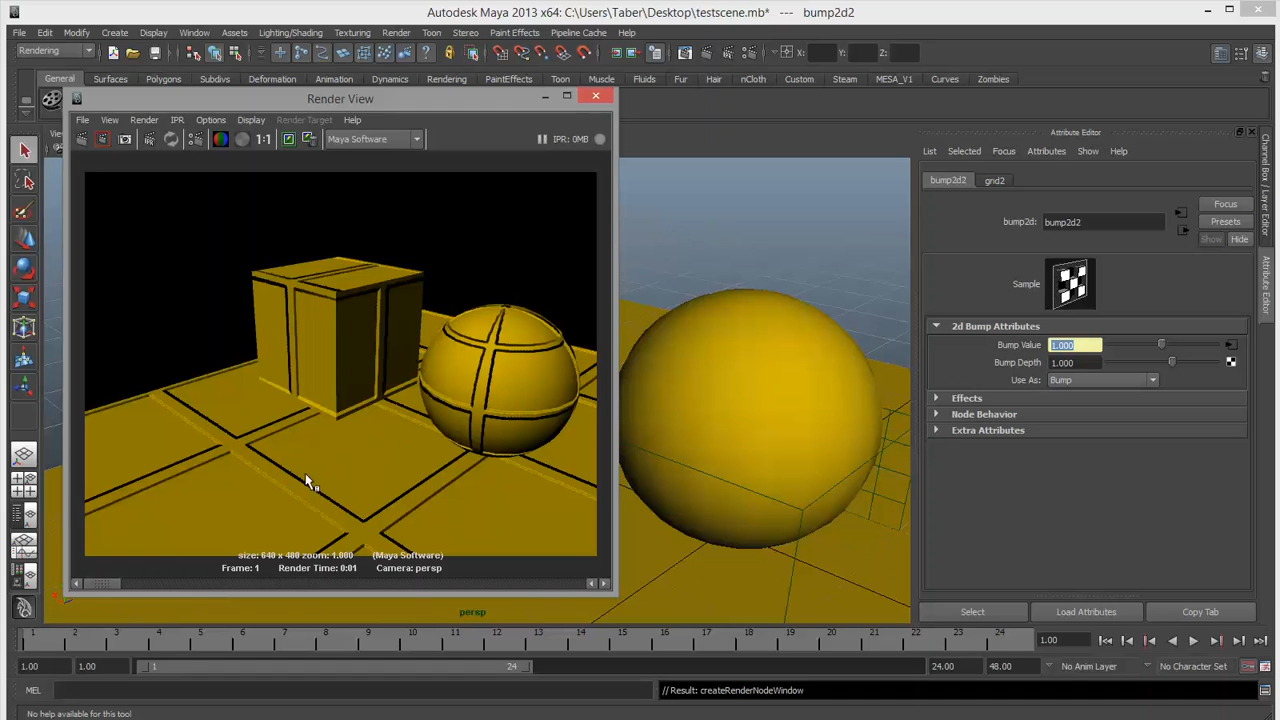 Autodesk Maya 2013 x64: C:\Users\Taber\Desktop\testscene.mb* --- bump2d2
File Edit Modify Create Display Window Assets Lighting/Shading Texturing Render Toon Stereo Paint Effects Pipeline Cache Help
Rendering X: Y: Z:
General Surfaces Polygons Subdivs Deformation Animation Dynamics Rendering PaintEffects Toon Muscle Fluids Fur Hair nCloth Custom Steam MESA_V1 Curves Zombies
Render View
File View Render IPR Options Display Render Target Help
1:1 Maya Software IPR: 0MB
size: 640 x 480 zoom: 1.000 (Maya Software)
Frame: 1 Render Time: 0:01 Camera: persp
persp
Attribute Editor
List Selected Focus Attributes Show Help
bump2d2 grid2
Focus
bump2d: bump2d2 Presets
Show Hide
Sample
2d Bump Attributes
Bump Value 1.000
Bump Depth 1.000
Use As: Bump
Effects
Node Behavior
Extra Attributes
Select Load Attributes Copy Tab
Channel Box / Layer Editor
Attribute Editor
1 2 3 4 5 6 7 8 9 10 11 12 13 14 15 16 17 18 19 20 21 22 23 24 1.00
1.00 1.00 1 24 24.00 48.00 No Anim Layer No Character Set
MEL // Result: createRenderNodeWindow
No help available for this tool